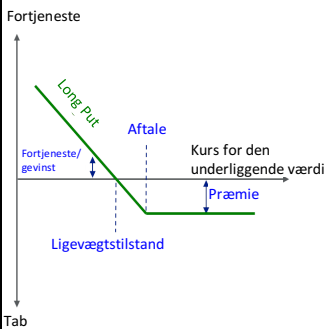 Fortjeneste
Long Put
Aftale
Fortjeneste/
gevinst
Kurs for den
underliggende værdi
Præmie
Ligevægtstilstand
Tab